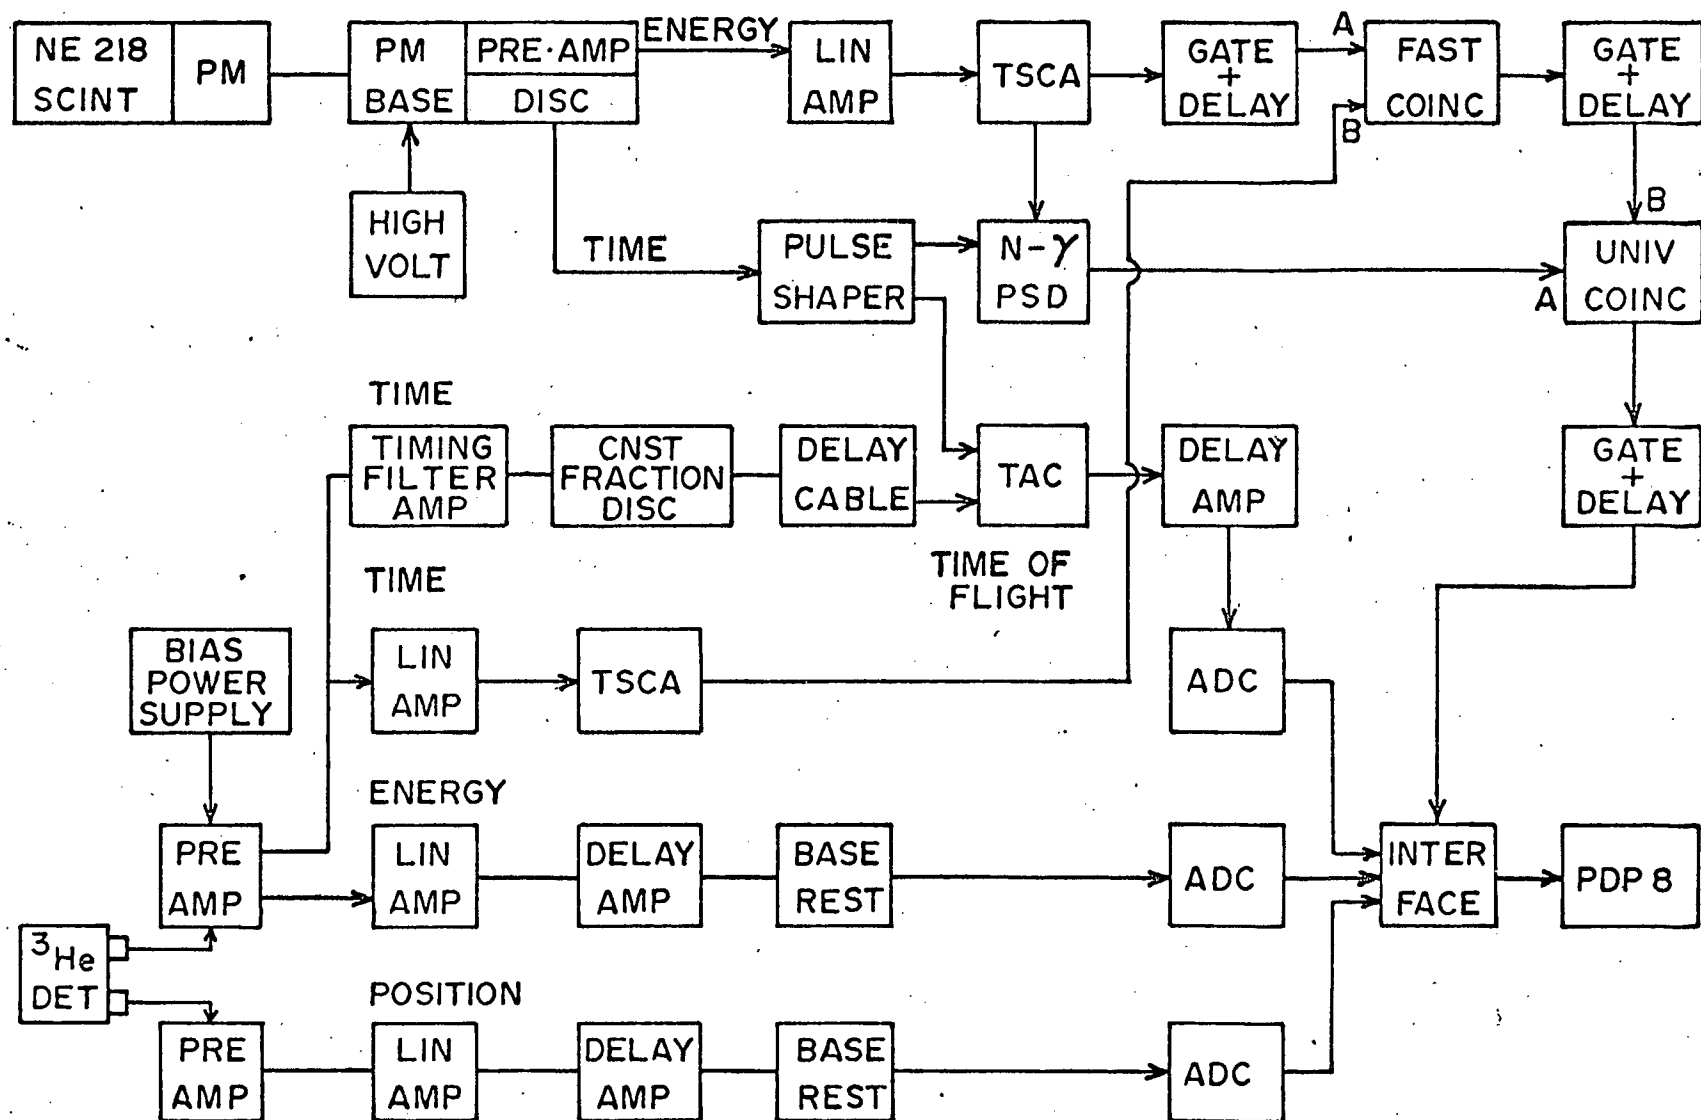 NE 218
SCINT
PM
PM
BASE
PRE·AMP
DISC
ENERGY
LIN
AMP
TSCA
GATE
+
DELAY
A
B
FAST
COINC
GATE
+
DELAY
HIGH
VOLT
TIME
PULSE
SHAPER
N-γ
PSD
B
A
UNIV
COINC
TIME
TIMING
FILTER
AMP
CNST
FRACTION
DISC
DELAY
CABLE
TAC
DELAY
AMP
GATE
+
DELAY
TIME OF
FLIGHT
TIME
BIAS
POWER
SUPPLY
LIN
AMP
TSCA
ADC
ENERGY
PRE
AMP
LIN
AMP
DELAY
AMP
BASE
REST
ADC
INTER
FACE
PDP 8
³He
DET
POSITION
PRE
AMP
LIN
AMP
DELAY
AMP
BASE
REST
ADC